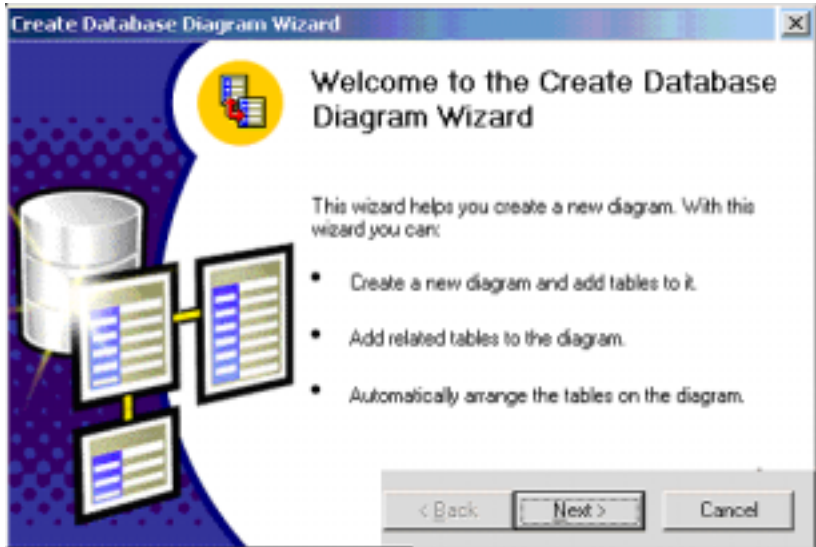 Create Database Diagram Wizard
Welcome to the Create Database
Diagram Wizard
This wizard helps you create a new diagram. With this
wizard you can:
• Create a new diagram and add tables to it.
• Add related tables to the diagram.
• Automatically arrange the tables on the diagram.
< Back Next > Cancel